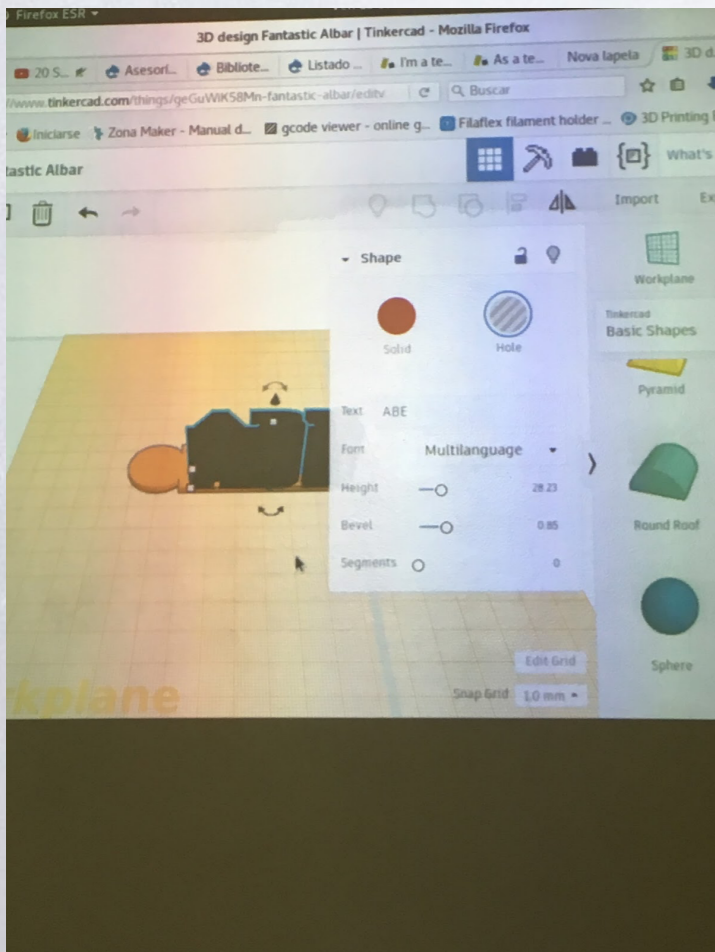 Firefox ESR
3D design Fantastic Albar | Tinkercad - Mozilla Firefox
20 S... Asesorí... Bibliote... Listado ... I'm a te... As a te... Nova lapela 3D d
//www.tinkercad.com/things/geGuWiK58Mn-fantastic-albar/editv Buscar
Iniciarse Zona Maker - Manual d... gcode viewer - online g... Filaflex filament holder ... 3D Printing
tastic Albar What's
Import Ex
Shape
Workplane
Tinkercad
Basic Shapes
Solid Hole
Pyramid
Text ABE
Font Multilanguage
Height 28.23
Bevel 0.85
Round Roof
Segments 0
Edit Grid
Sphere
Snap Grid 1.0 mm
kplane